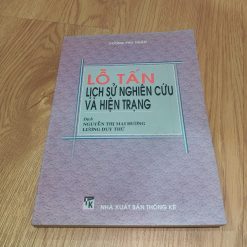 LỖ TẤN
LỊCH SỬ NGHIÊN CỨU
VÀ HIỆN TRẠNG
Dịch
NGUYỄN THỊ MAI HƯƠNG
LƯƠNG DUY THỨ
NHÀ XUẤT BẢN THỐNG KÊ